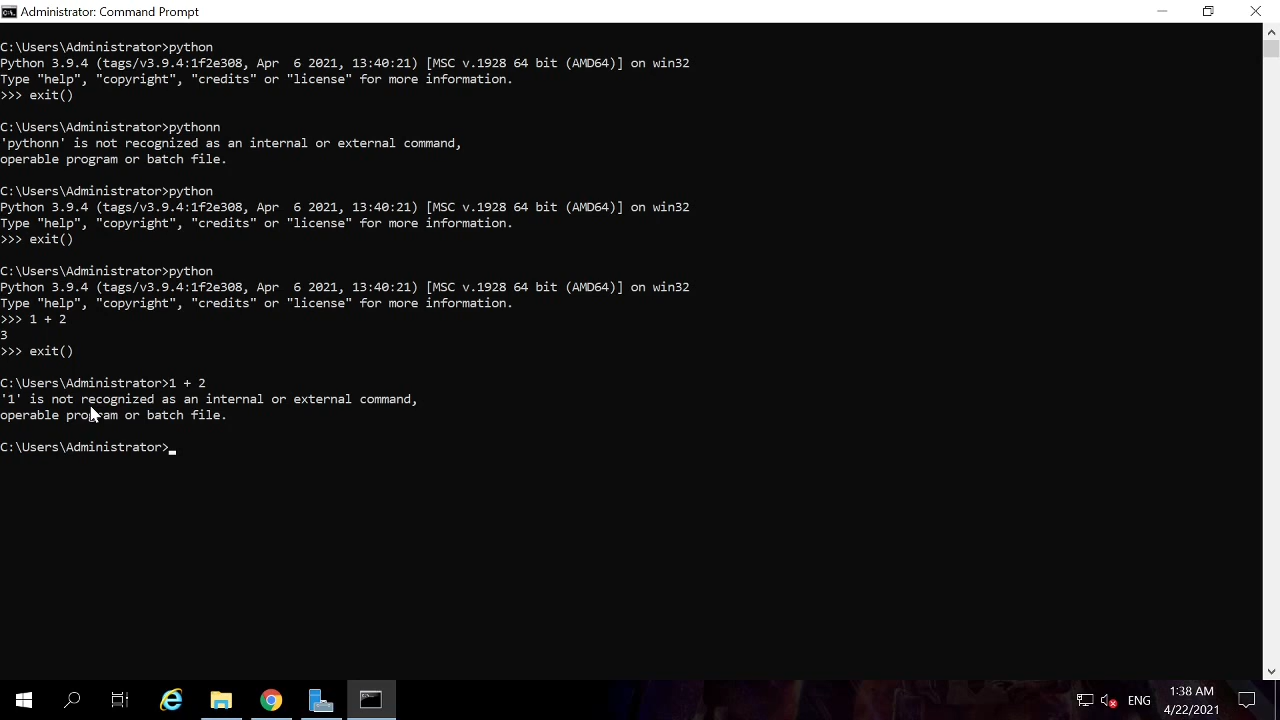 Administrator: Command Prompt
C:\Users\Administrator>python
Python 3.9.4 (tags/v3.9.4:1f2e308, Apr  6 2021, 13:40:21) [MSC v.1928 64 bit (AMD64)] on win32
Type "help", "copyright", "credits" or "license" for more information.
>>> exit()
C:\Users\Administrator>pythonn
'pythonn' is not recognized as an internal or external command,
operable program or batch file.
C:\Users\Administrator>python
Python 3.9.4 (tags/v3.9.4:1f2e308, Apr  6 2021, 13:40:21) [MSC v.1928 64 bit (AMD64)] on win32
Type "help", "copyright", "credits" or "license" for more information.
>>> exit()
C:\Users\Administrator>python
Python 3.9.4 (tags/v3.9.4:1f2e308, Apr  6 2021, 13:40:21) [MSC v.1928 64 bit (AMD64)] on win32
Type "help", "copyright", "credits" or "license" for more information.
>>> 1 + 2
3
>>> exit()
C:\Users\Administrator>1 + 2
'1' is not recognized as an internal or external command,
operable program or batch file.
C:\Users\Administrator>
ENG
1:38 AM
4/22/2021